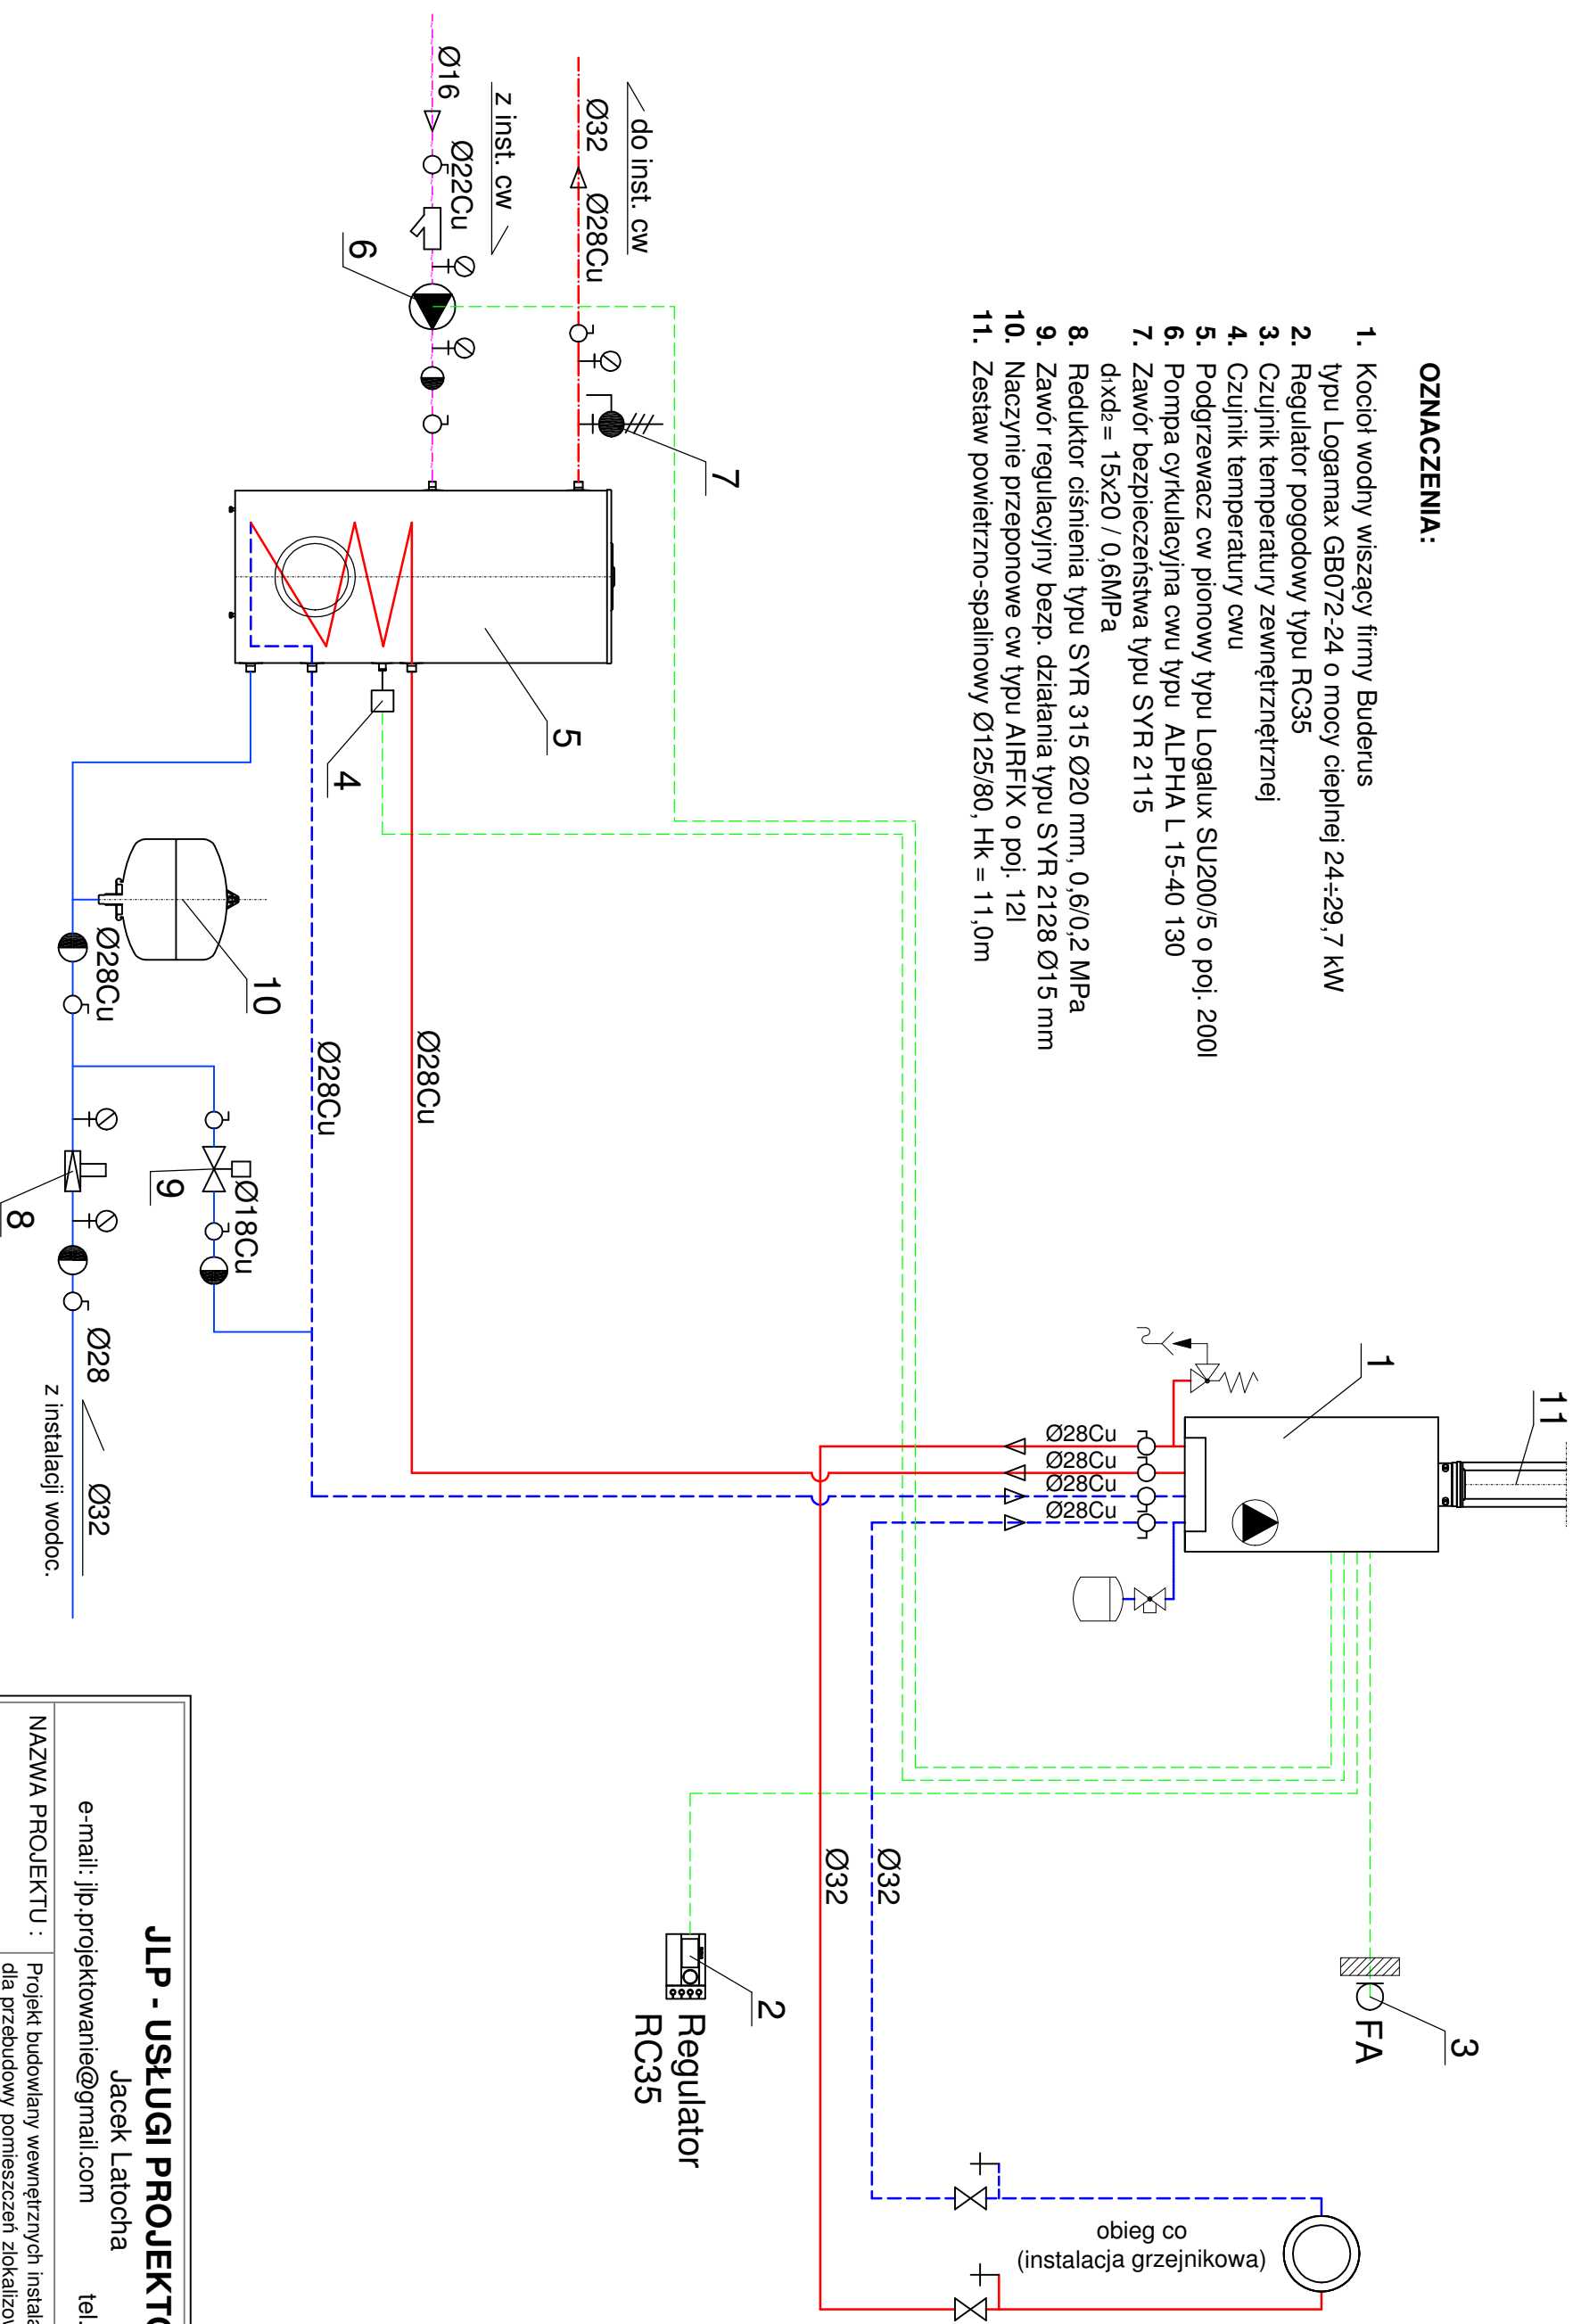 OZNACZENIA:
1. Kocioł wodny wiszący firmy Buderus
typu Logamax GB072-24 o mocy cieplnej 24÷29,7 kW
2. Regulator pogodowy typu RC35
3. Czujnik temperatury zewnętrznętrznej
4. Czujnik temperatury cwu
5. Podgrzewacz cw pionowy typu Logalux SU200/5 o poj. 200l
6. Pompa cyrkulacyjna cwu typu ALPHA L 15-40 130
7. Zawór bezpieczeństwa typu SYR 2115
d₁xd₂ = 15x20 / 0,6MPa
8. Reduktor ciśnienia typu SYR 315 Ø20 mm, 0,6/0,2 MPa
9. Zawór regulacyjny bezp. działania typu SYR 2128 Ø15 mm
10. Naczynie przeponowe cw typu AIRFIX o poj. 12l
11. Zestaw powietrzno-spalinowy Ø125/80, Hk = 11,0m
do inst. cw
Ø32
Ø28Cu
z inst. cw
Ø16
Ø22Cu
6
7
5
4
10
Ø28Cu
Ø28Cu
Ø28Cu
9
Ø18Cu
8
Ø28
Ø32
z instalacji wodoc.
11
1
Ø28Cu
Ø28Cu
Ø28Cu
Ø28Cu
Ø32
Ø32
3
FA
2
Regulator
RC35
obieg co
(instalacja grzejnikowa)
JLP - USŁUGI PROJEKTO
Jacek Latocha
e-mail: jlp.projektowanie@gmail.com
tel.
NAZWA PROJEKTU :
Projekt budowlany wewnętrznych instala
dla przebudowy pomieszczeń zlokalizow